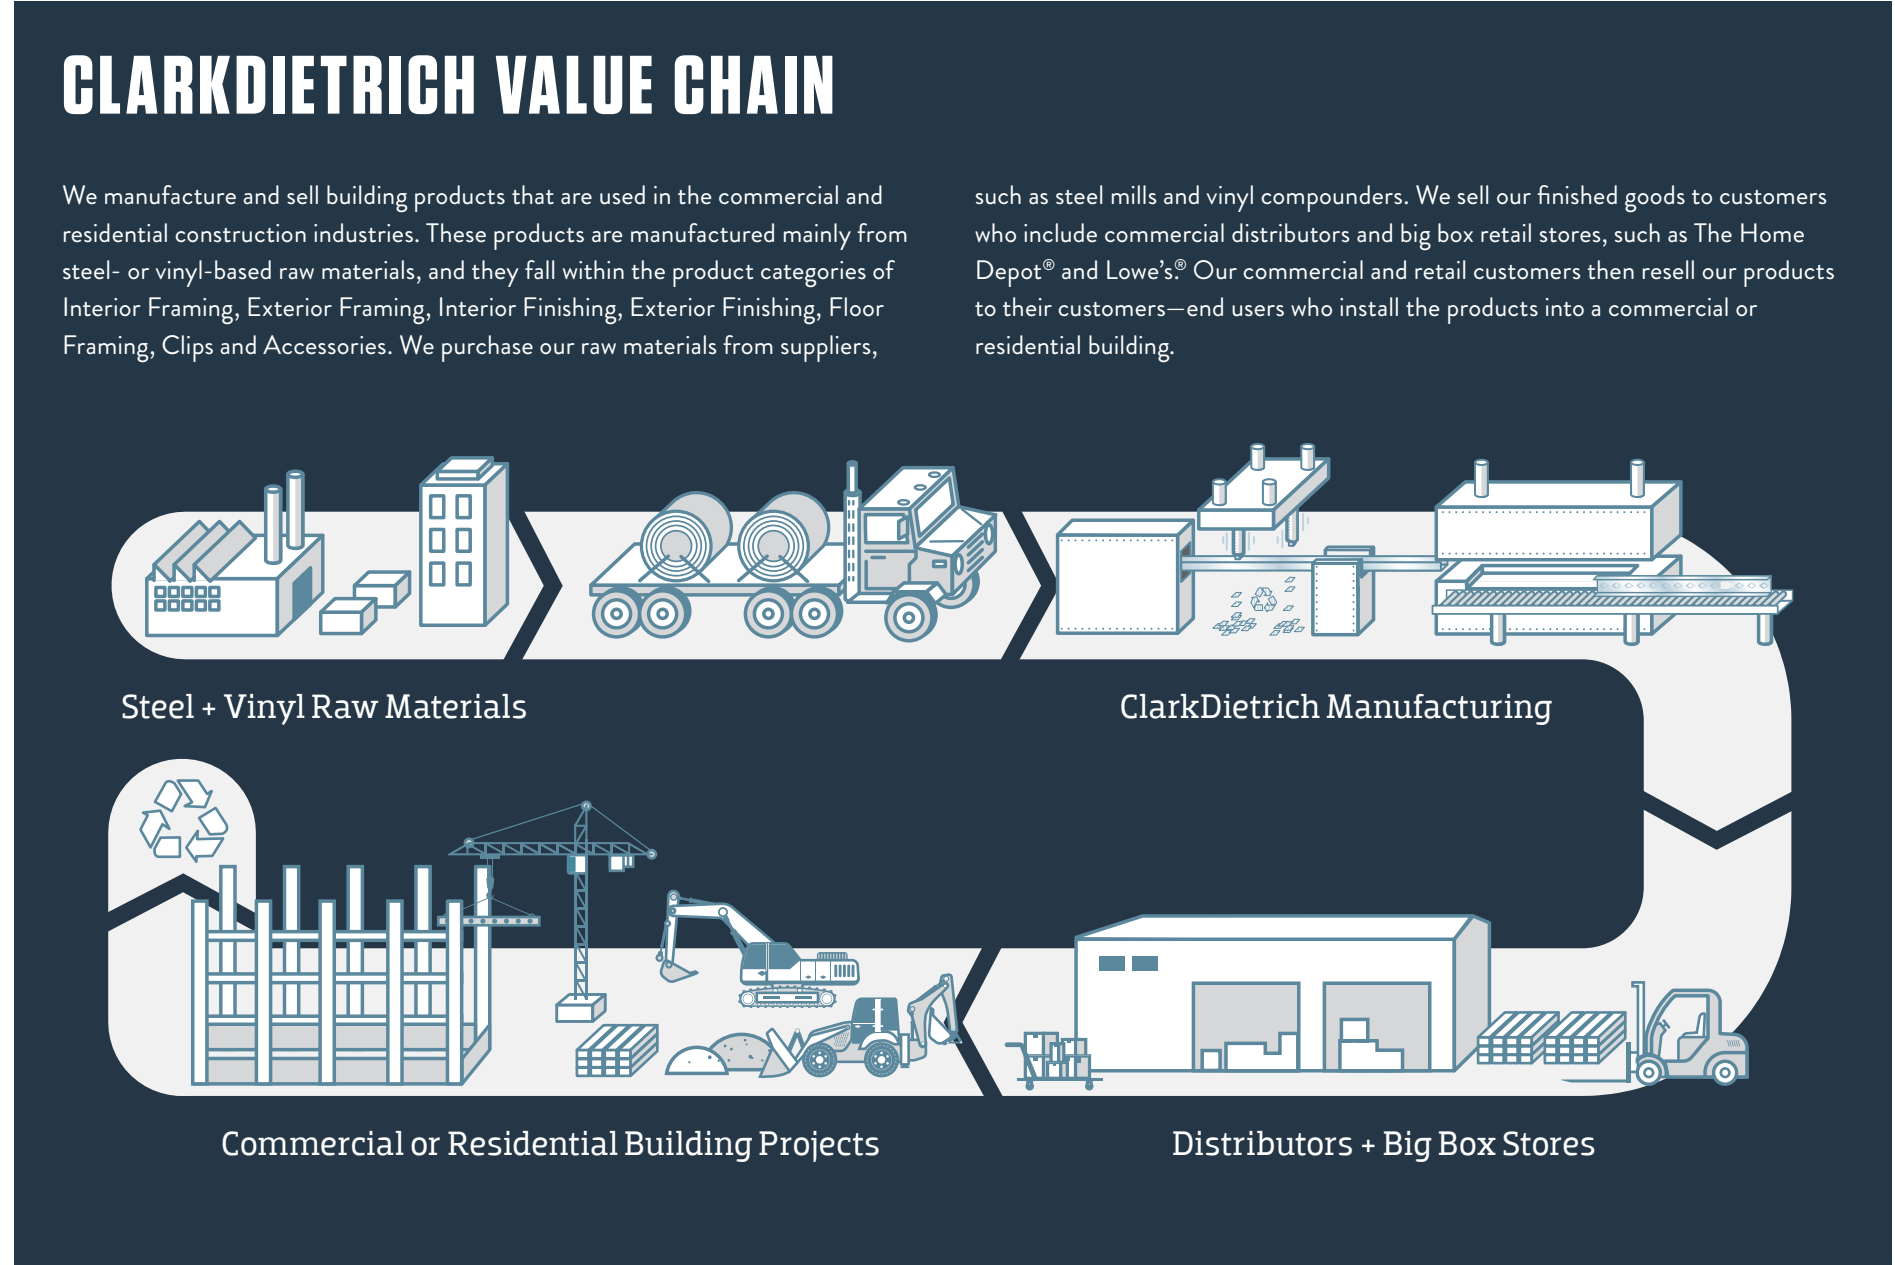 CLARKDIETRICH VALUE CHAIN
We manufacture and sell building products that are used in the commercial and
residential construction industries. These products are manufactured mainly from
steel- or vinyl-based raw materials, and they fall within the product categories of
Interior Framing, Exterior Framing, Interior Finishing, Exterior Finishing, Floor
Framing, Clips and Accessories. We purchase our raw materials from suppliers,
such as steel mills and vinyl compounders. We sell our finished goods to customers
who include commercial distributors and big box retail stores, such as The Home
Depot® and Lowe's.® Our commercial and retail customers then resell our products
to their customers—end users who install the products into a commercial or
residential building.
Steel + Vinyl Raw Materials
ClarkDietrich Manufacturing
Commercial or Residential Building Projects
Distributors + Big Box Stores